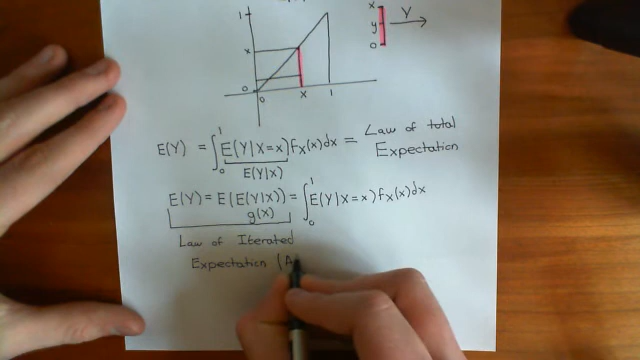 1
x
0
0
x
1
x
y
0
Y
E(Y) = ∫₀¹ E(Y|X=x) fX(x)dx = Law of total
Expectation
E(Y|X)
E(Y) = E(E(Y|X)) = ∫₀¹ E(Y|X=x) fX(x)dx
g(X)
Law of Iterated
Expectation (A